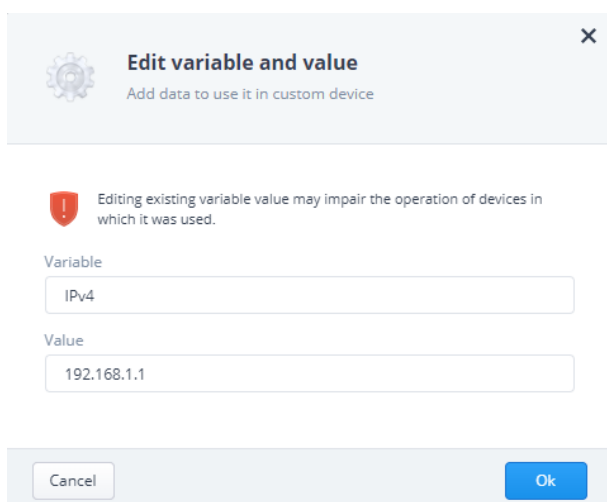 Edit variable and value
Add data to use it in custom device
Editing existing variable value may impair the operation of devices in
which it was used.
Variable
IPv4
Value
192.168.1.1
Cancel
Ok